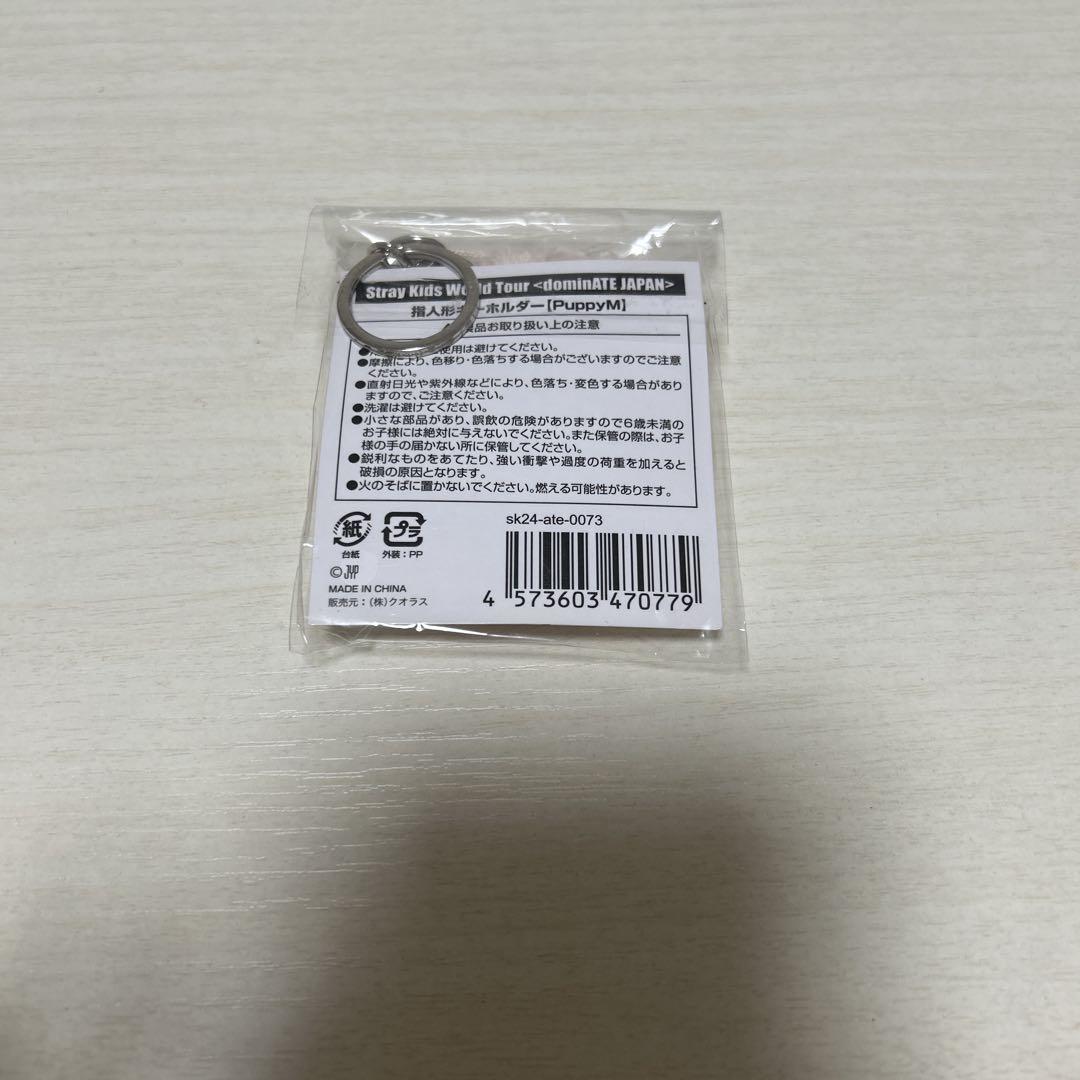 Stray Kids World Tour <dominATE JAPAN>
指人形キーホルダー【PuppyM】
製品お取り扱い上の注意
使用は避けてください。
●摩擦により、色移り・色落ちする場合がございますのでご注意
ください。
●直射日光や紫外線などにより、色落ち・変色する場合があり
ますので、ご注意ください。
●洗濯は避けてください。
●小さな部品があり、誤飲の危険がありますので6歳未満の
お子様には絶対に与えないでください。また保管の際は、お子
様の手の届かない所に保管してください。
●鋭利なものをあてたり、強い衝撃や過度の荷重を加えると
破損の原因となります。
●火のそばに置かないでください。燃える可能性があります。
紙
台紙
プラ
外装：PP
sk24-ate-0073
4 573603 470779
© JYP
MADE IN CHINA
販売元：(株)クオラス